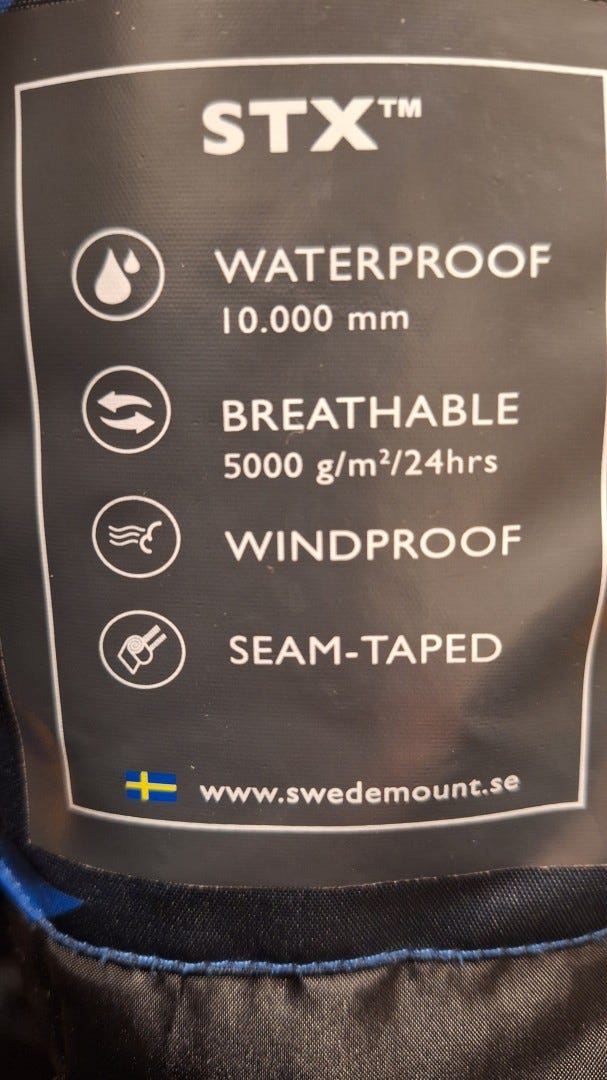 STX™
WATERPROOF
10.000 mm
BREATHABLE
5000 g/m²/24hrs
WINDPROOF
SEAM-TAPED
www.swedemount.se